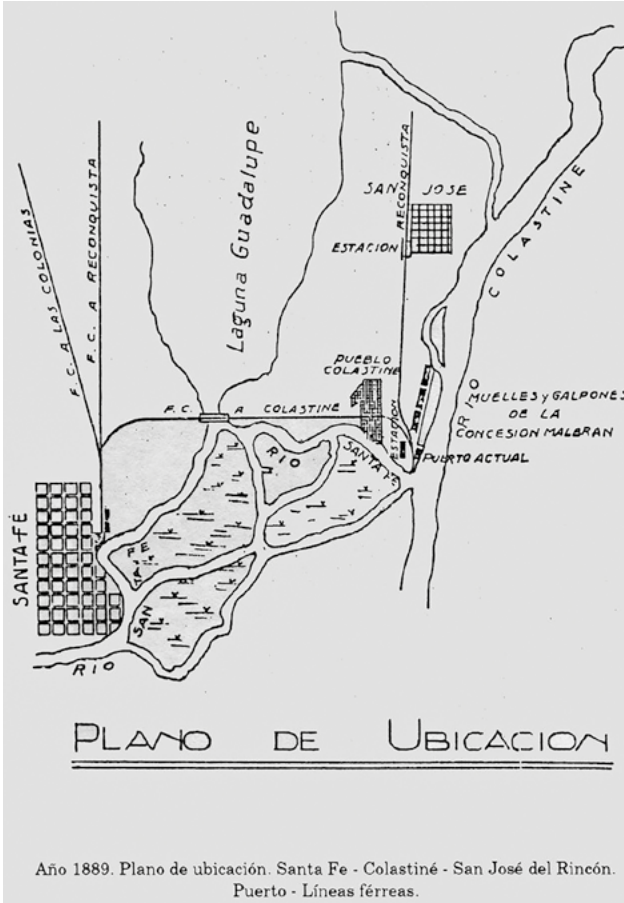 F. C. A LAS COLONIAS
F. C. A RECONQUISTA
Laguna Guadalupe
SAN JOSE
RECONQUISTA
ESTACION
RIO COLASTINE
PUEBLO
COLASTINE
F. C. A COLASTINE
ESTACION
MUELLES y GALPONES
DE LA
CONCESION MALBRAN
PUERTO ACTUAL
RIO
SANTA FE
SANTA-FÉ
RIO
SAN
TA
FE
PLANO DE UBICACION
Año 1889. Plano de ubicación. Santa Fe - Colastiné - San José del Rincón.
Puerto - Líneas férreas.